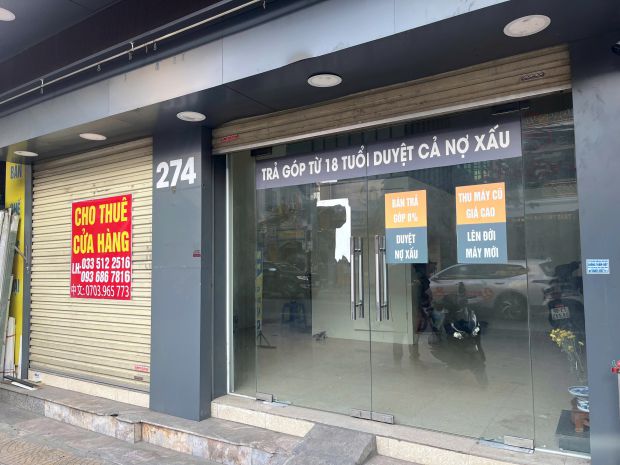 CHO THUÊ
CỬA HÀNG
LH: 033 512 2516
093 686 7816
中文: 0703.965 773
274
TRẢ GÓP TỪ 18 TUỔI DUYỆT CẢ NỢ XẤU
BÁN TRẢ
GÓP 0%
DUYỆT
NỢ XẤU
THU MÁY CŨ
GIÁ CAO
LÊN ĐỜI
MÁY MỚI
BÁN